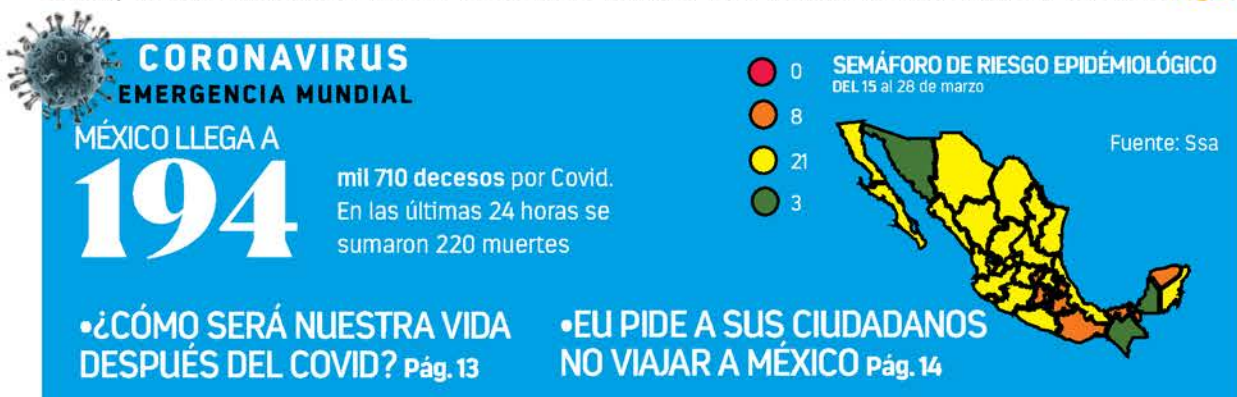 CORONAVIRUS
EMERGENCIA MUNDIAL
MÉXICO LLEGA A
194
mil 710 decesos por Covid.
En las últimas 24 horas se
sumaron 220 muertes
•¿CÓMO SERÁ NUESTRA VIDA
DESPUÉS DEL COVID? Pág. 13
•EU PIDE A SUS CIUDADANOS
NO VIAJAR A MÉXICO Pág. 14
0
8
21
3
SEMÁFORO DE RIESGO EPIDÉMIOLÓGICO
DEL 15 al 28 de marzo
Fuente: Ssa